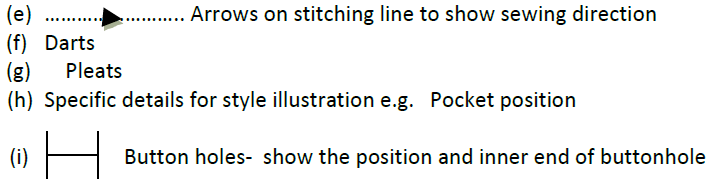 (e) ...................... Arrows on stitching line to show sewing direction
(f) Darts
(g) Pleats
(h) Specific details for style illustration e.g. Pocket position
(i) Button holes- show the position and inner end of buttonhole